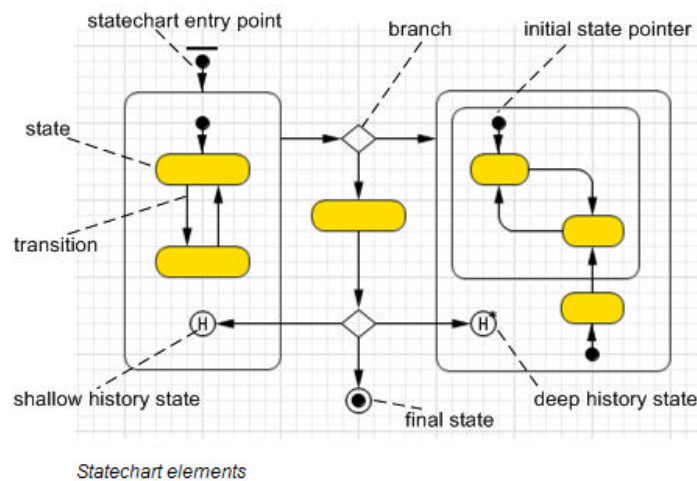 statechart entry point
branch
initial state pointer
state
transition
H
H*
shallow history state
final state
deep history state
Statechart elements